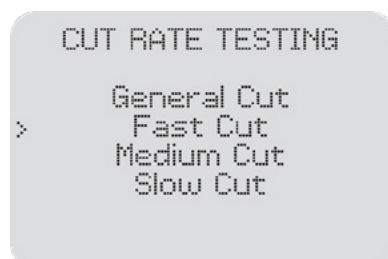 CUT RATE TESTING
General Cut
> Fast Cut
Medium Cut
Slow Cut